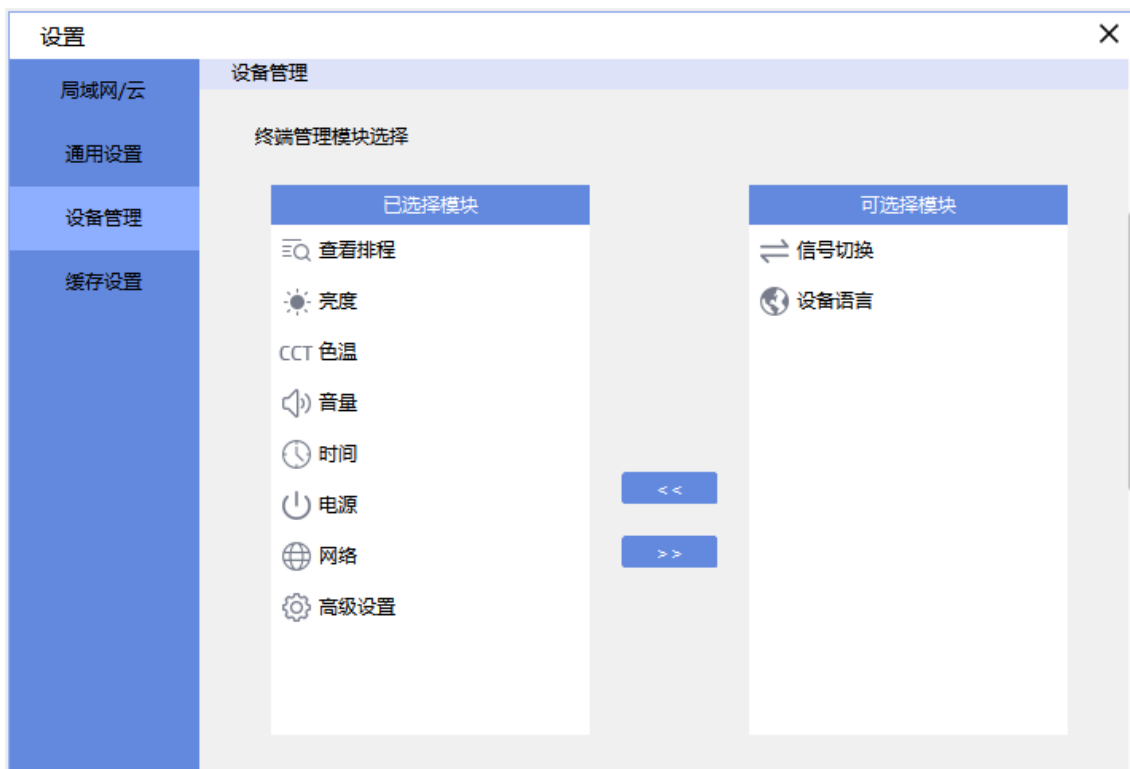 设置
局域网/云
通用设置
设备管理
缓存设置
设备管理
终端管理模块选择
已选择模块
查看排程
亮度
CCT 色温
音量
时间
电源
网络
高级设置
<<
>>
可选择模块
信号切换
设备语言